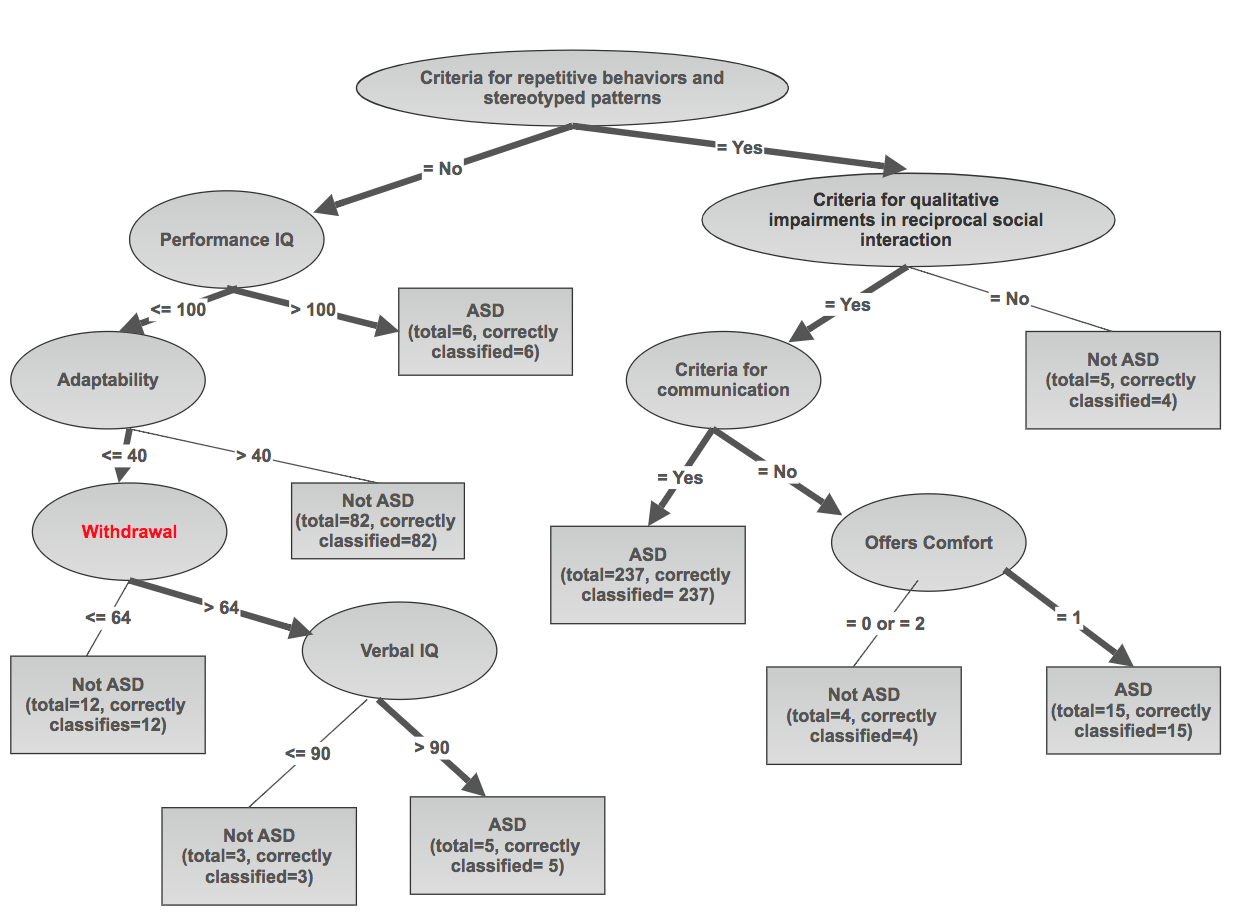 Criteria for repetitive behaviors and
stereotyped patterns
= No
= Yes
Performance IQ
Criteria for qualitative
impairments in reciprocal social
interaction
<= 100
> 100
ASD
(total=6, correctly
classified=6)
= Yes
= No
Adaptability
Criteria for
communication
Not ASD
(total=5, correctly
classified=4)
<= 40
> 40
= Yes
= No
Withdrawal
Not ASD
(total=82, correctly
classified=82)
ASD
(total=237, correctly
classified= 237)
Offers Comfort
<= 64
> 64
= 0 or = 2
= 1
Not ASD
(total=12, correctly
classifies=12)
Verbal IQ
Not ASD
(total=4, correctly
classified=4)
ASD
(total=15, correctly
classified=15)
<= 90
> 90
Not ASD
(total=3, correctly
classified=3)
ASD
(total=5, correctly
classified= 5)